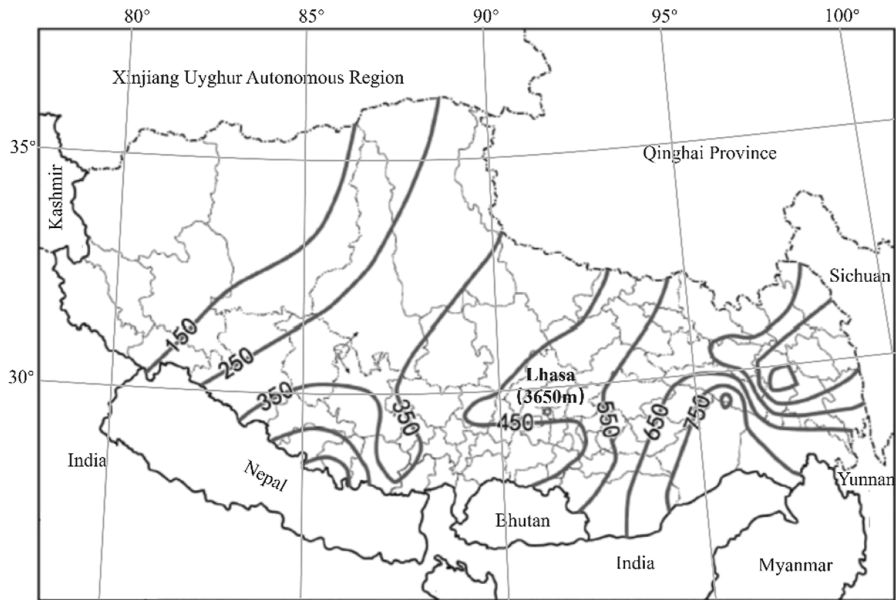 80° 85° 90° 95° 100°
Xinjiang Uyghur Autonomous Region
35°
Qinghai Province
Kashmir
Sichuan
150
250
30°
350
350
Lhasa
(3650m)
450
550
650
750
India
Nepal
Yunnan
Bhutan
India
Myanmar